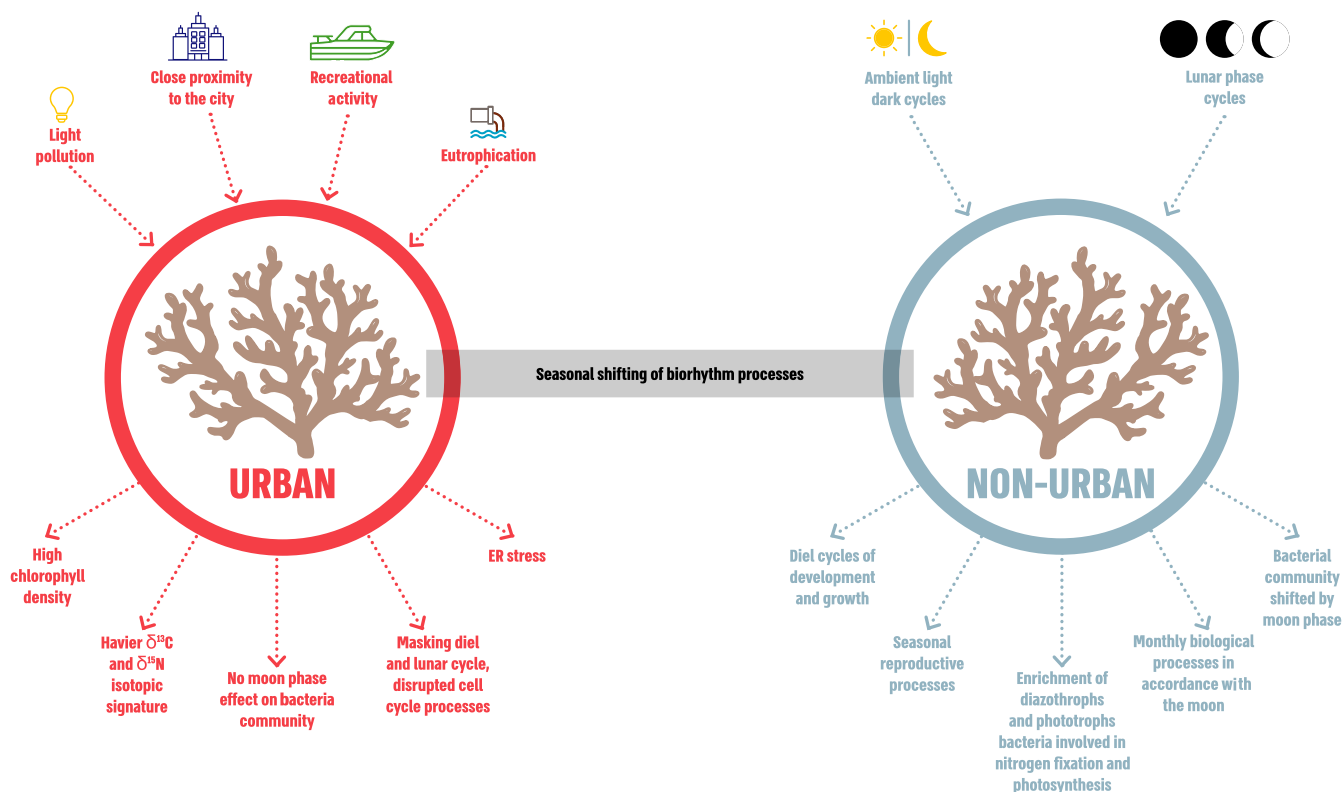 Close proximity
to the city
Recreational
activity
Light
pollution
Eutrophication
Ambient light
dark cycles
Lunar phase
cycles
Seasonal shifting of biorhythm processes
URBAN
NON-URBAN
High
chlorophyll
density
Havier δ¹³C
and δ¹⁵N
isotopic
signature
No moon phase
effect on bacteria
community
Masking diel
and lunar cycle,
disrupted cell
cycle processes
ER stress
Diel cycles of
development
and growth
Seasonal
reproductive
processes
Enrichment of
diazothrophs
and phototrophs
bacteria involved in
nitrogen fixation and
photosynthesis
Monthly biological
processes in
accordance with
the moon
Bacterial
community
shifted by
moon phase